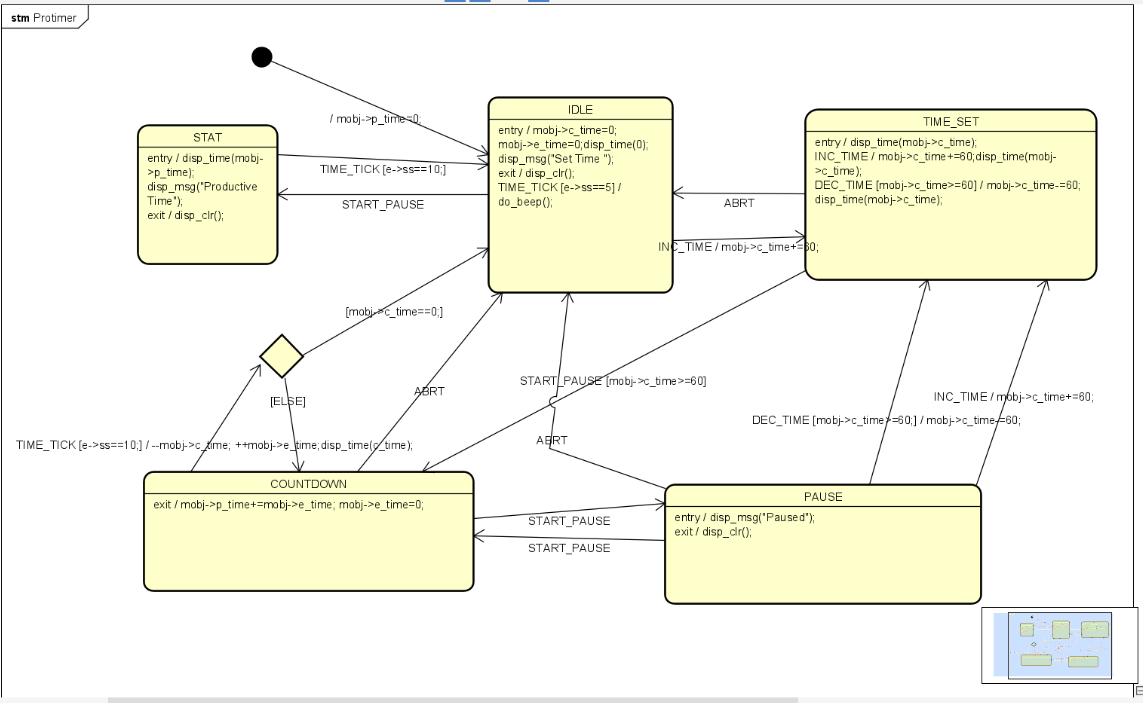 stm Protimer
/ mobj->p_time=0;
STAT
entry / disp_time(mobj-
>p_time);
disp_msg("Productive
Time");
exit / disp_clr();
TIME_TICK [e->ss==10;]
START_PAUSE
IDLE
entry / mobj->c_time=0;
mobj->e_time=0;disp_time(0);
disp_msg("Set Time ");
exit / disp_clr();
TIME_TICK [e->ss==5] /
do_beep();
ABRT
INC_TIME / mobj->c_time+=60;
TIME_SET
entry / disp_time(mobj->c_time);
INC_TIME / mobj->c_time+=60;disp_time(mobj-
>c_time);
DEC_TIME [mobj->c_time>=60] / mobj->c_time-=60;
disp_time(mobj->c_time);
[mobj->c_time==0;]
[ELSE]
ABRT
START_PAUSE [mobj->c_time>=60]
ABRT
INC_TIME / mobj->c_time+=60;
DEC_TIME [mobj->c_time>=60;] / mobj->c_time-=60;
TIME_TICK [e->ss==10;] / --mobj->c_time; ++mobj->e_time;disp_time(c_time);
COUNTDOWN
exit / mobj->p_time+=mobj->e_time; mobj->e_time=0;
START_PAUSE
START_PAUSE
PAUSE
entry / disp_msg("Paused");
exit / disp_clr();